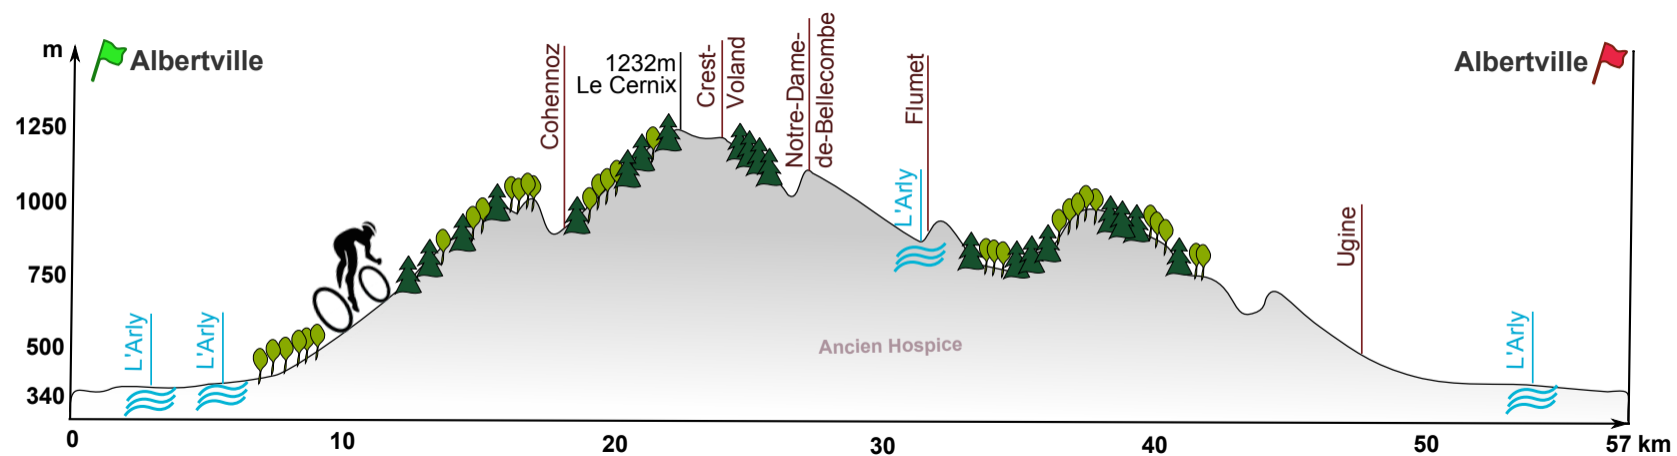 m
Albertville
Albertville
1250
1000
750
500
340
L'Arly
L'Arly
Cohennoz
1232m
Le Cernix
Crest-
Voland
Notre-Dame-
de-Bellecombe
L'Arly
Flumet
Ugine
L'Arly
Ancien Hospice
0
10
20
30
40
50
57 km